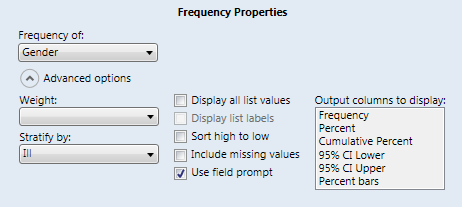 Frequency Properties
Frequency of:
Gender
Advanced options
Weight:
Stratify by:
Ill
Display all list values
Display list labels
Sort high to low
Include missing values
Use field prompt
Output columns to display:
Frequency
Percent
Cumulative Percent
95% CI Lower
95% CI Upper
Percent bars